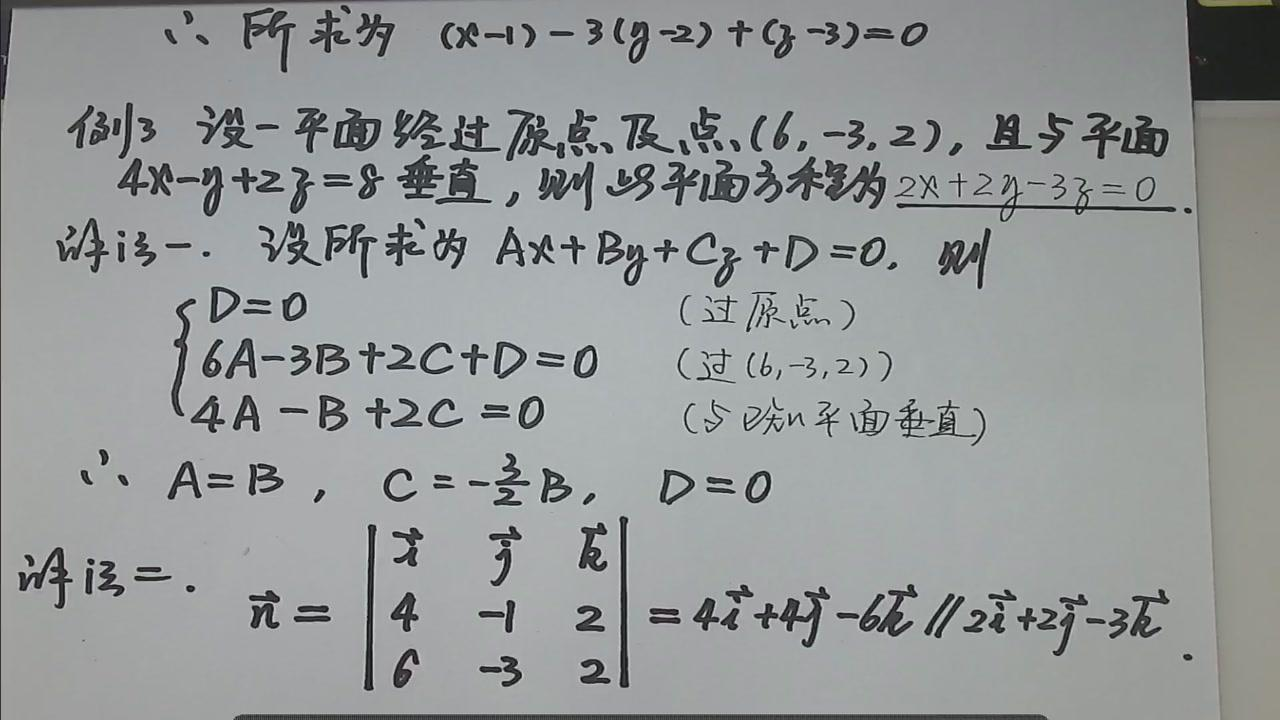 ∴ 所求为 (x-1)-3(y-2)+(z-3)=0
例3 设一平面经过原点及点(6,-3,2), 且与平面
4x-y+2z=8 垂直, 则此平面方程为 2x+2y-3z=0.
解法一. 设所求为 Ax+By+Cz+D=0, 则
D=0 (过原点)
6A-3B+2C+D=0 (过(6,-3,2))
4A-B+2C=0 (与已知平面垂直)
∴ A=B, C=-3/2 B, D=0
解法二. n⃗ = | i⃗ j⃗ k⃗ |
| 4 -1 2 | = 4i⃗+4j⃗-6k⃗ // 2i⃗+2j⃗-3k⃗.
| 6 -3 2 |